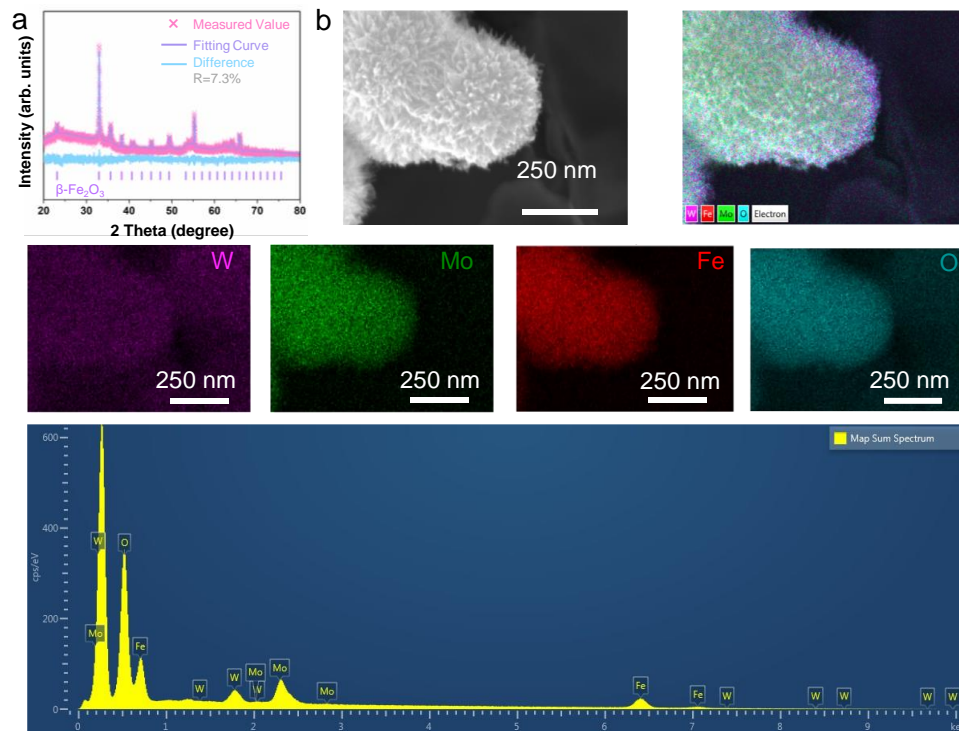 a
Intensity (arb. units)
Measured Value
Fitting Curve
Difference
R=7.3%
β-Fe₂O₃
20 30 40 50 60 70 80
2 Theta (degree)
b
250 nm
W Fe Mo O Electron
W
250 nm
Mo
250 nm
Fe
250 nm
O
250 nm
Map Sum Spectrum
cps/eV
600
400
200
0
W
Mo
O
Fe
W
W
Mo
W
Mo
Mo
Fe
Fe
W
W
W
W
W
0 1 2 3 4 5 6 7 8 9